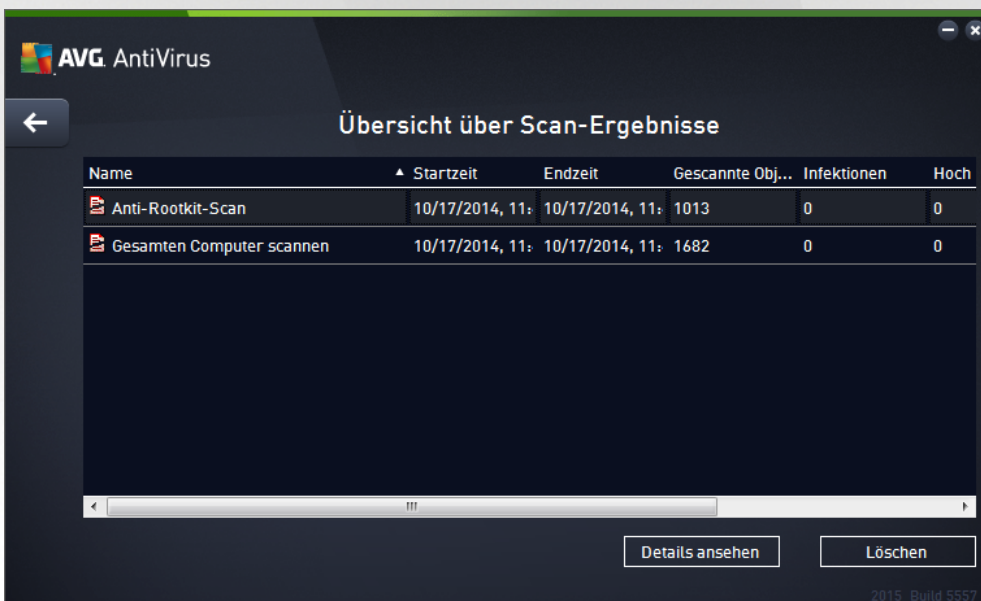 AVG. AntiVirus
Übersicht über Scan-Ergebnisse
Name Startzeit Endzeit Gescannte Obj... Infektionen Hoch
Anti-Rootkit-Scan 10/17/2014, 11: 10/17/2014, 11: 1013 0 0
Gesamten Computer scannen 10/17/2014, 11: 10/17/2014, 11: 1682 0 0
Details ansehen Löschen
2015 Build 5557